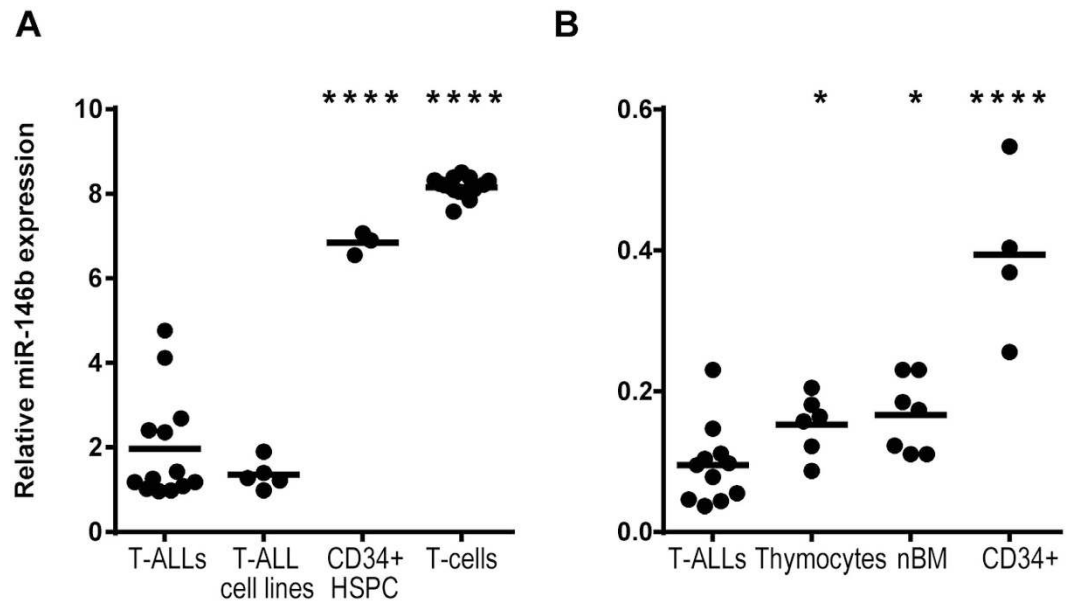 A
B
Relative miR-146b expression
**** ****
10
8
6
4
2
0
T-ALLs
T-ALL
cell lines
CD34+
HSPC
T-cells
* * ****
0.6
0.4
0.2
0.0
T-ALLs
Thymocytes
nBM
CD34+